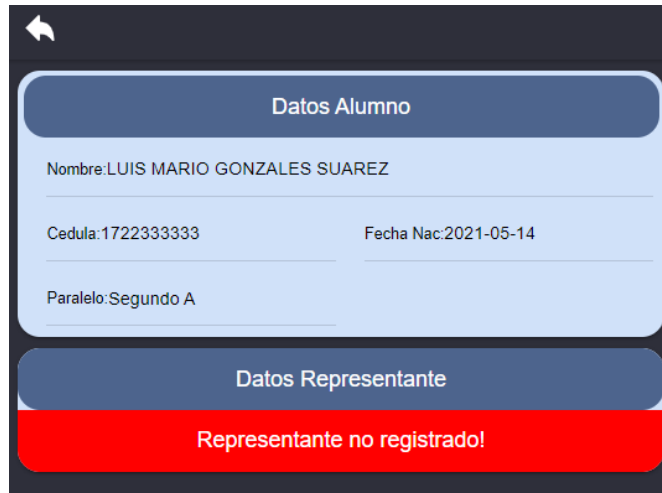 Datos Alumno
Nombre:LUIS MARIO GONZALES SUAREZ
Cedula:1722333333 Fecha Nac:2021-05-14
Paralelo:Segundo A
Datos Representante
Representante no registrado!